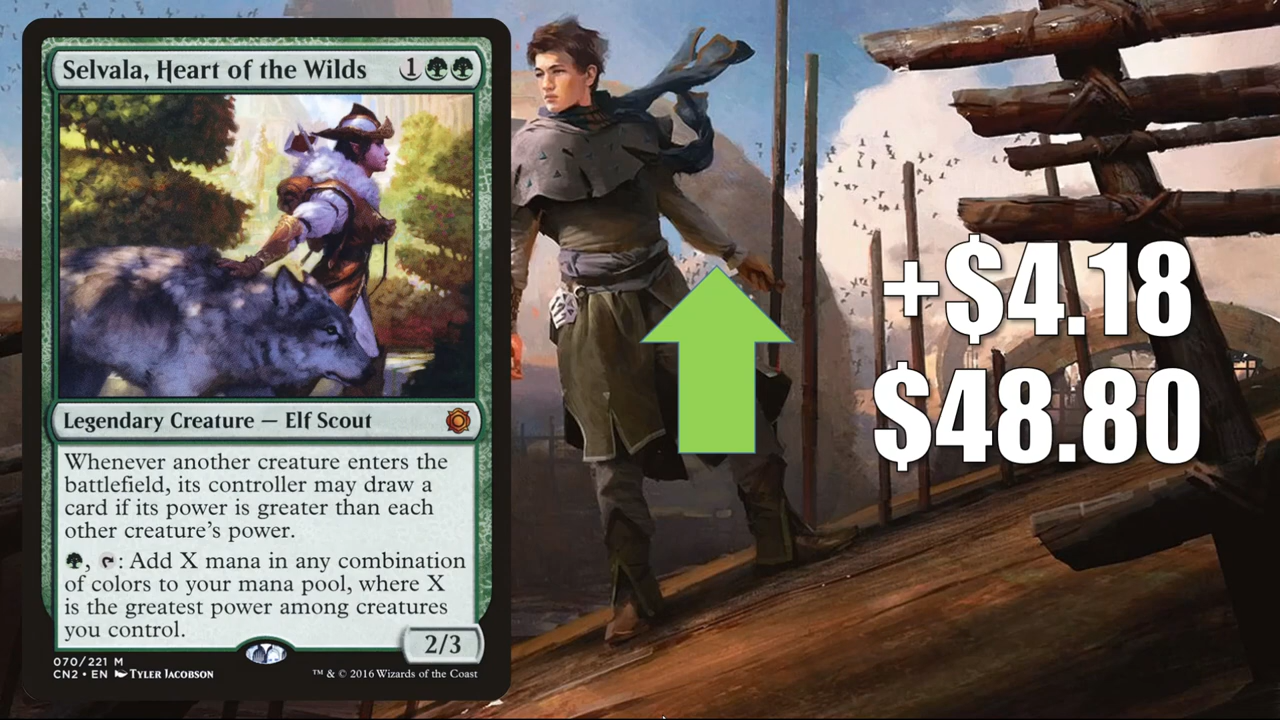 Selvala, Heart of the Wilds 1
Legendary Creature — Elf Scout
Whenever another creature enters the
battlefield, its controller may draw a
card if its power is greater than each
other creature's power.
, : Add X mana in any combination
of colors to your mana pool, where X
is the greatest power among creatures
you control.
2/3
070/221 M
CN2 • EN Tyler Jacobson
™ & © 2016 Wizards of the Coast
+$4.18
$48.80